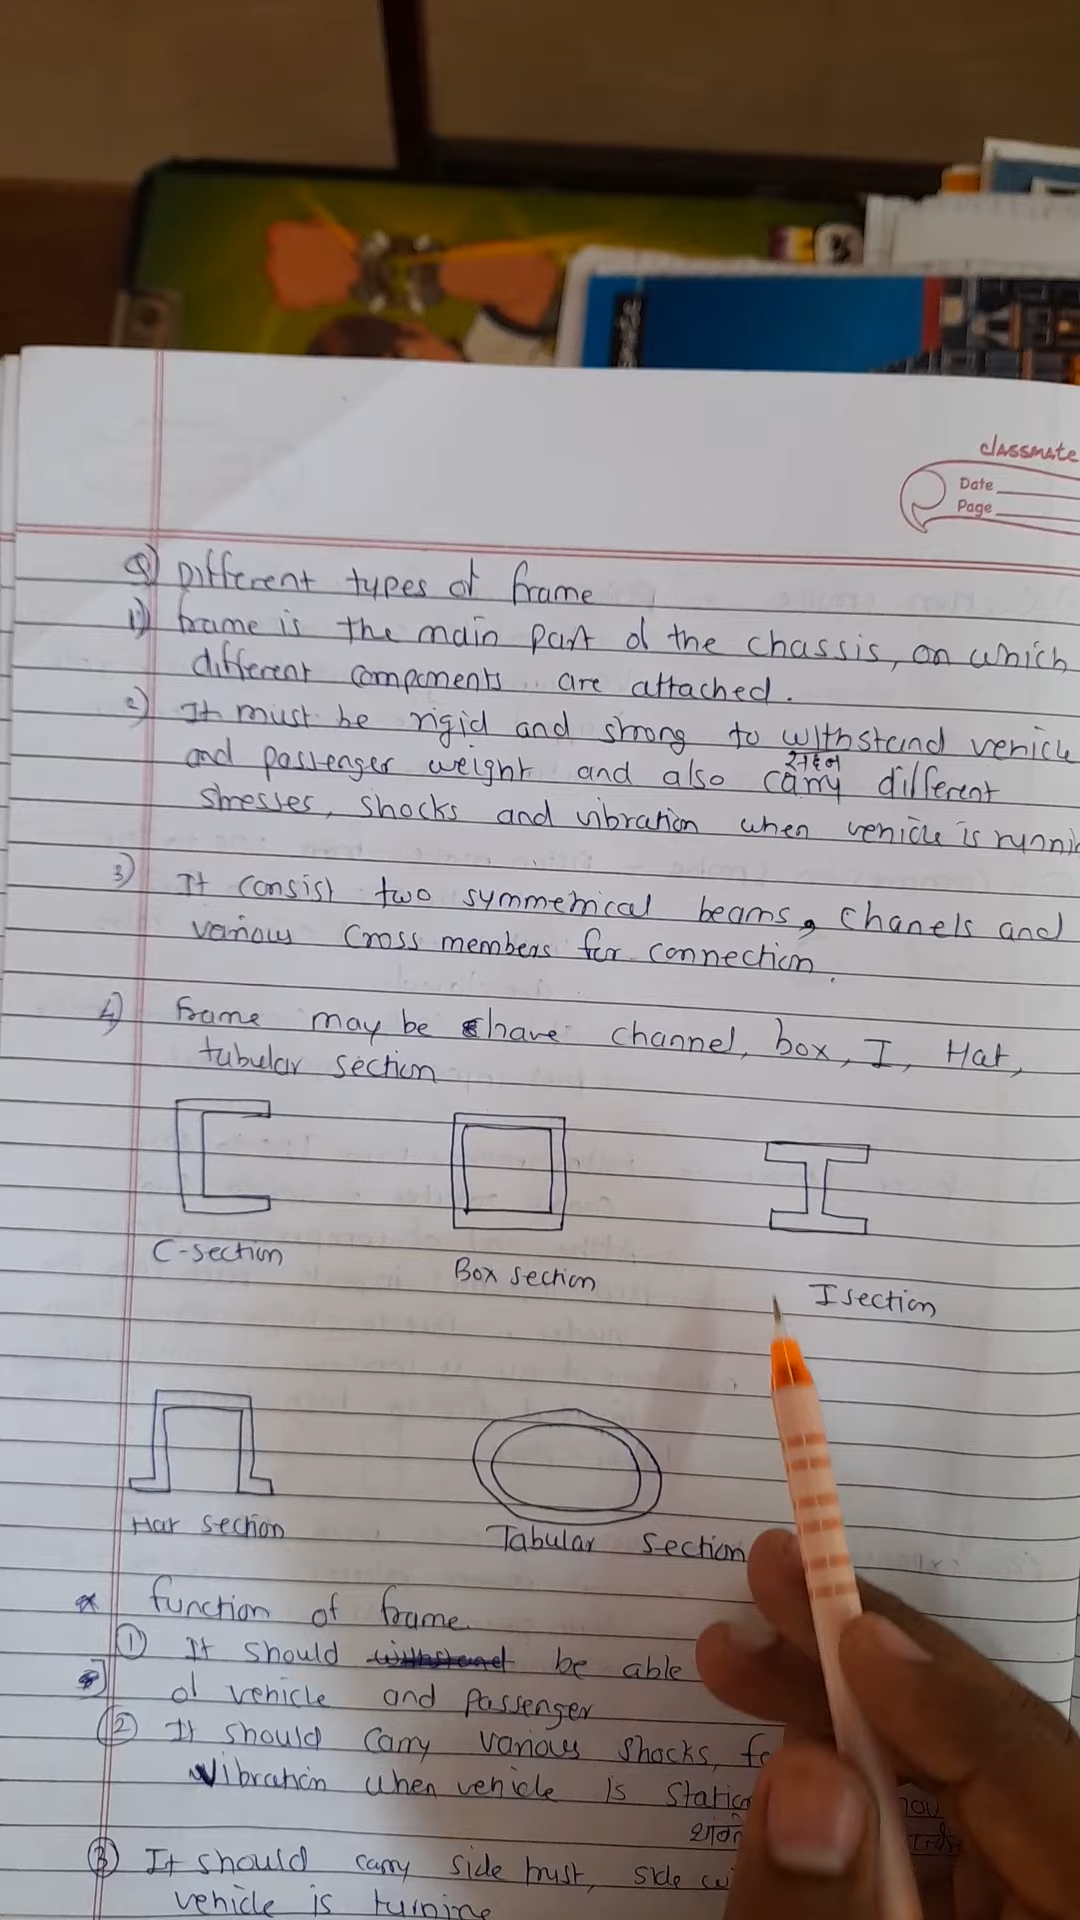 classmate
Date
Page
Q) Different types of frame
1) frame is the main part of the chassis, on which
different components are attached.
2) It must be rigid and strong to withstand vehicle
सहन
and passenger weight and also carry different
stresses, shocks and vibration when vehicle is runni
3) It consist two symmetrical beams, chanels and
various cross members for connection.
4) Frame may be have channel, box, I, Hat,
tubular section
C-section
Box section
I section
Hat section
Tabular section
* function of frame
① It should withstand be able
of vehicle and passenger
② It should carry various shocks,
vibration when vehicle is
③ It should carry side trust, side
vehicle is turning